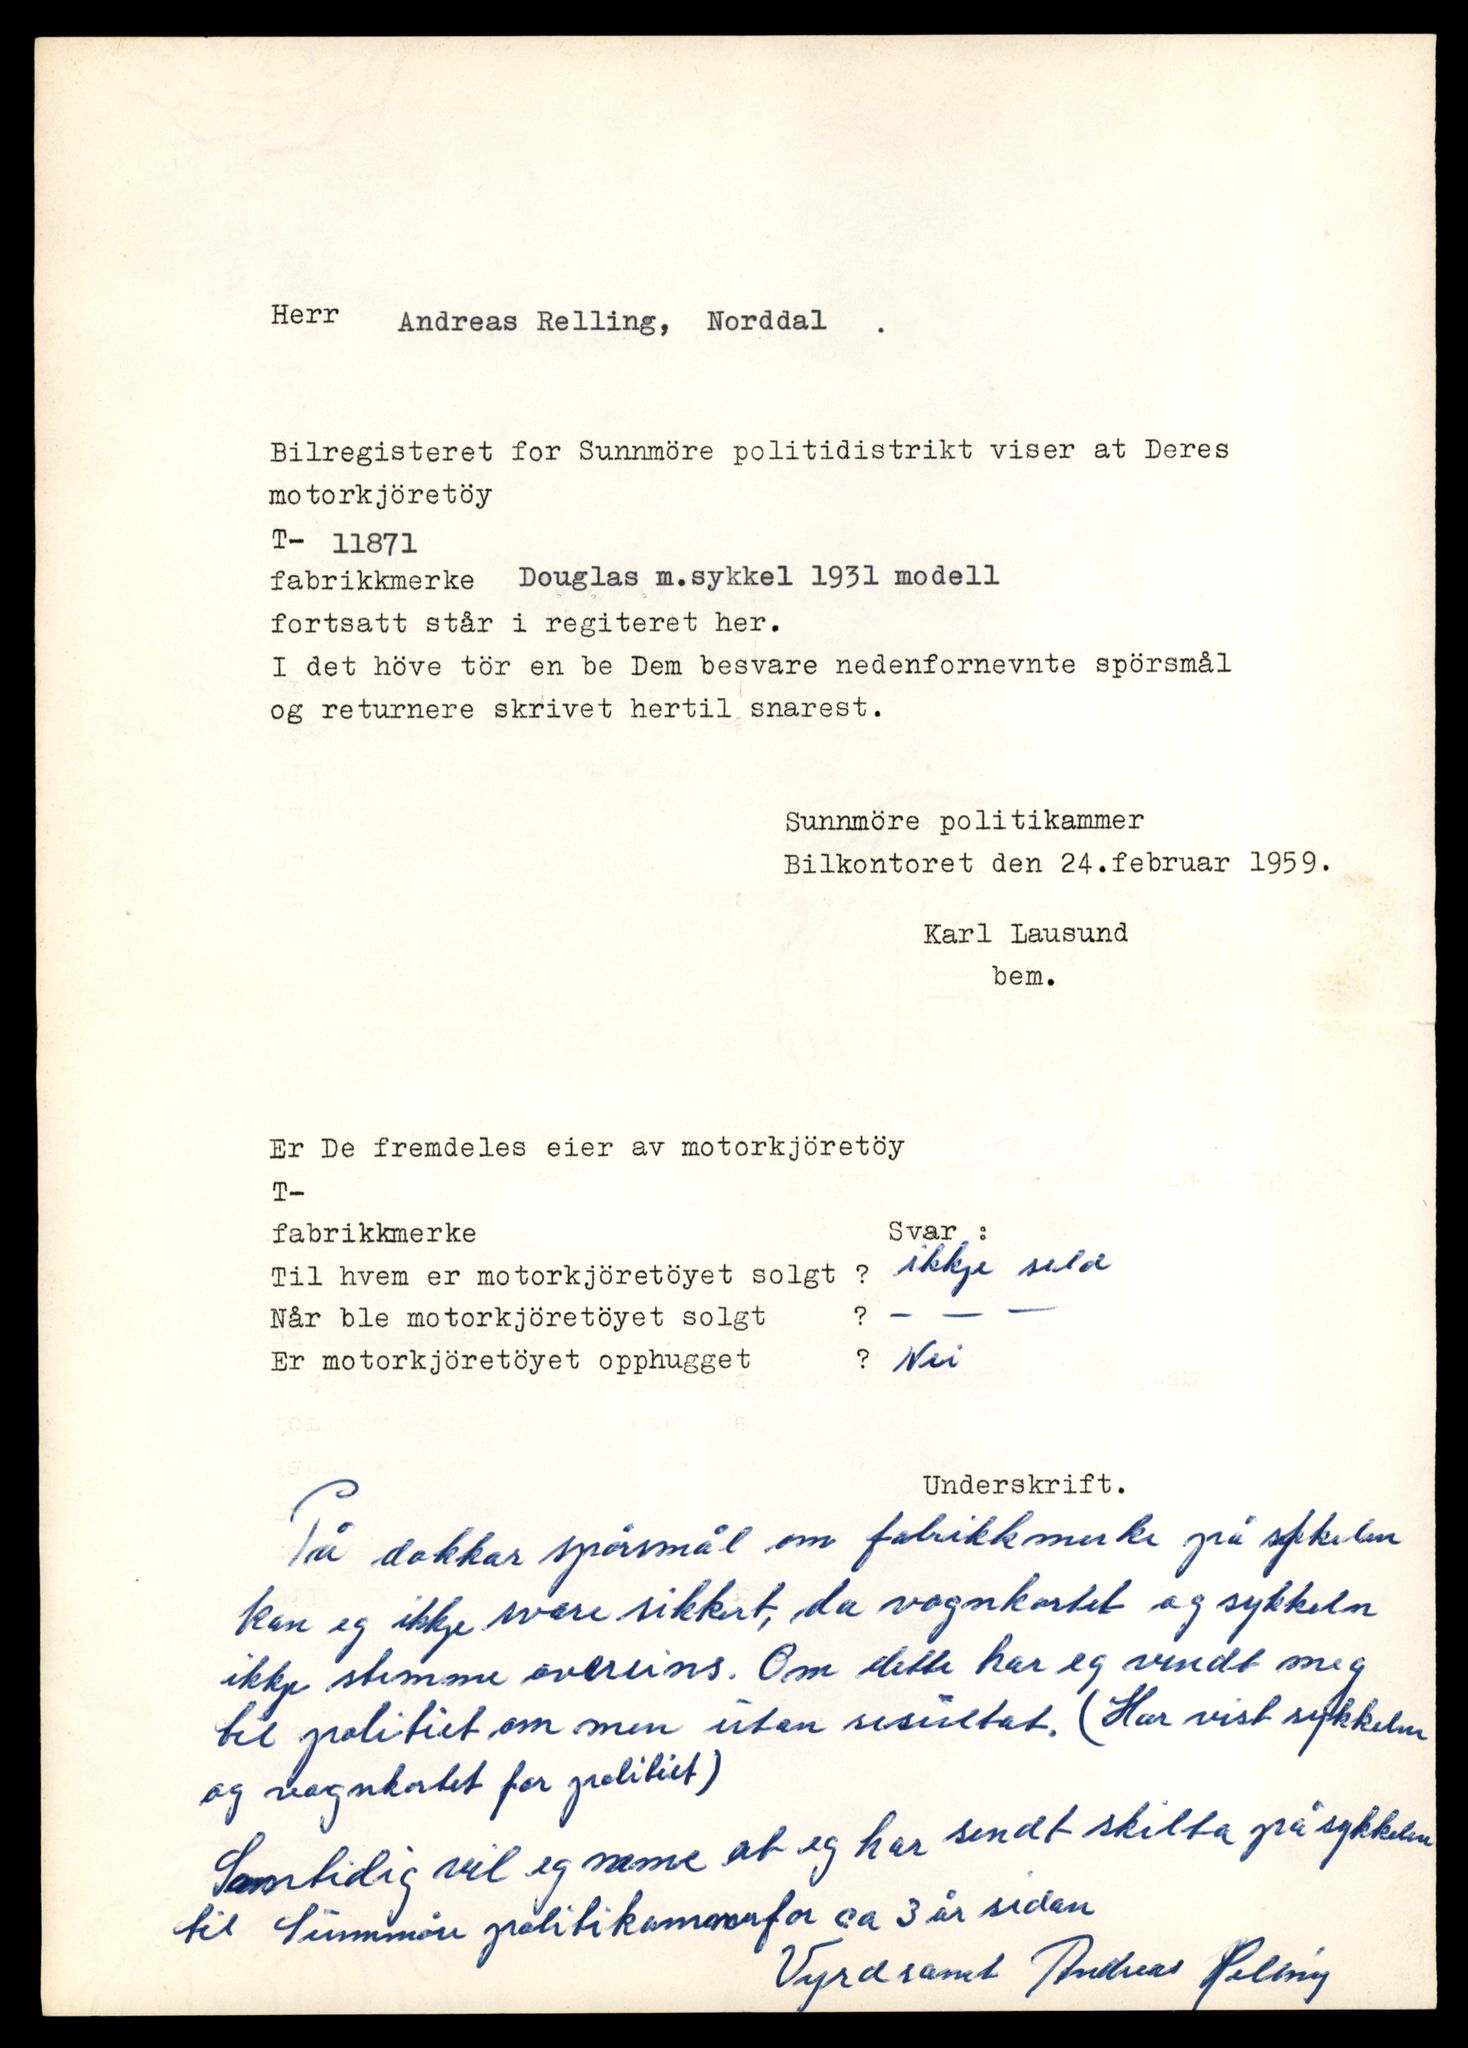 Herr Andreas Relling, Norddal .
Bilregisteret for Sunnmöre politidistrikt viser at Deres
motorkjöretöy
T- 11871
fabrikkmerke Douglas m.sykkel 1931 modell
fortsatt står i regiteret her.
I det höve tör en be Dem besvare nedenfornevnte spörsmål
og returnere skrivet hertil snarest.
Sunnmöre politikammer
Bilkontoret den 24.februar 1959.
Karl Lausund
bem.
Er De fremdeles eier av motorkjöretöy
T-
fabrikkmerke Svar :
Til hvem er motorkjöretöyet solgt ? ikkje seld
Når ble motorkjöretöyet solgt ? - - -
Er motorkjöretöyet opphugget ? Nei
Underskrift.
På dokkar spörsmål om fabrikkmerke på sykkelen
kan eg ikkje svare sikkert, da vognkortet og sykkeln
ikkje stemme overeins. Om dette har eg vendt meg
til politiet om men utan resultat. (Har vist sykkelen
og vognkortet for politiet)
Samtidig vil eg neme at eg har sendt skilta på sykkelen
til Sunnmöre politikammer for ca 3 år sidan
Vyrdsamt Andreas Relling